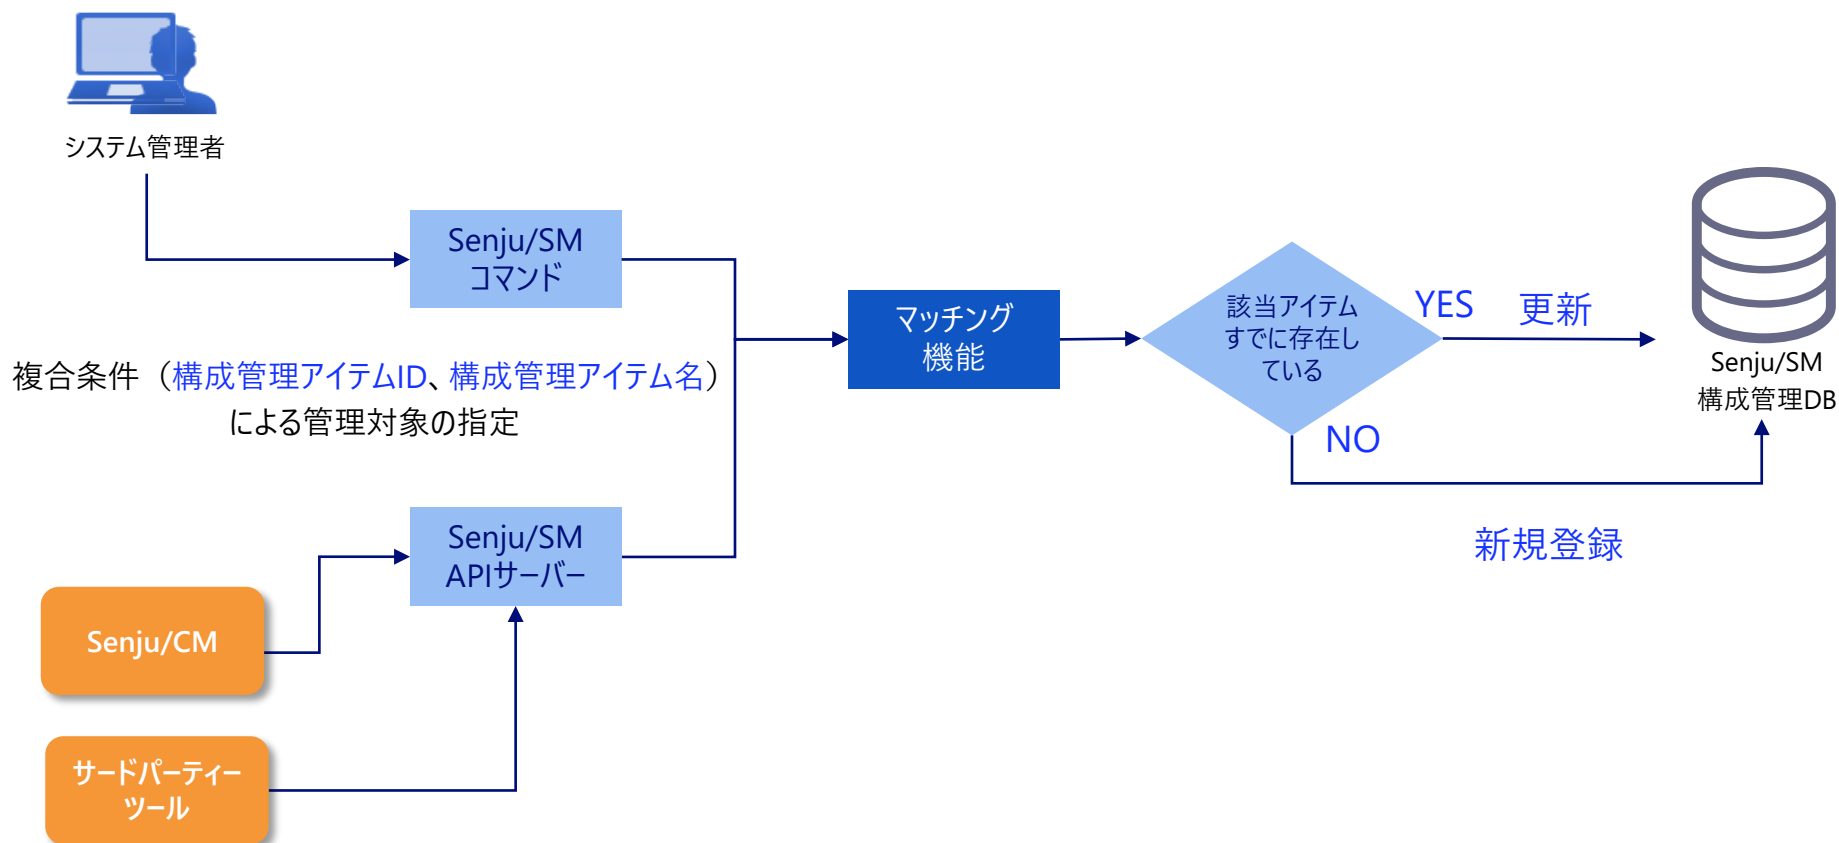 システム管理者
Senju/SM
コマンド
複合条件（構成管理アイテムID、構成管理アイテム名）
による管理対象の指定
Senju/SM
APIサーバー
Senju/CM
サードパーティー
ツール
マッチング
機能
該当アイテム
すでに存在し
ている
YES
更新
NO
新規登録
Senju/SM
構成管理DB